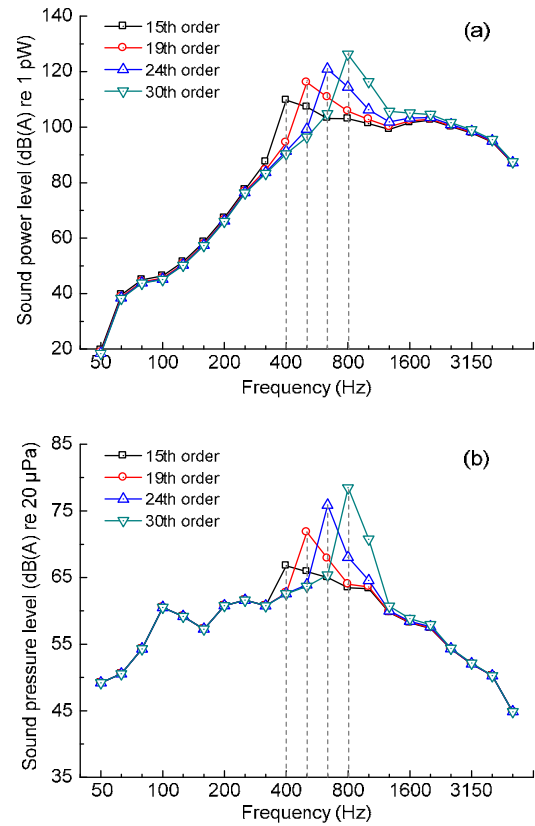 (a)
15th order
19th order
24th order
30th order
Sound power level (dB(A) re 1 pW)
140
120
100
80
60
40
20
50 100 200 250 400 800 1600 3150
Frequency (Hz)
(b)
15th order
19th order
24th order
30th order
Sound pressure level (dB(A) re 20 μPa)
85
75
65
55
45
35
50 100 200 250 400 800 1600 3150
Frequency (Hz)